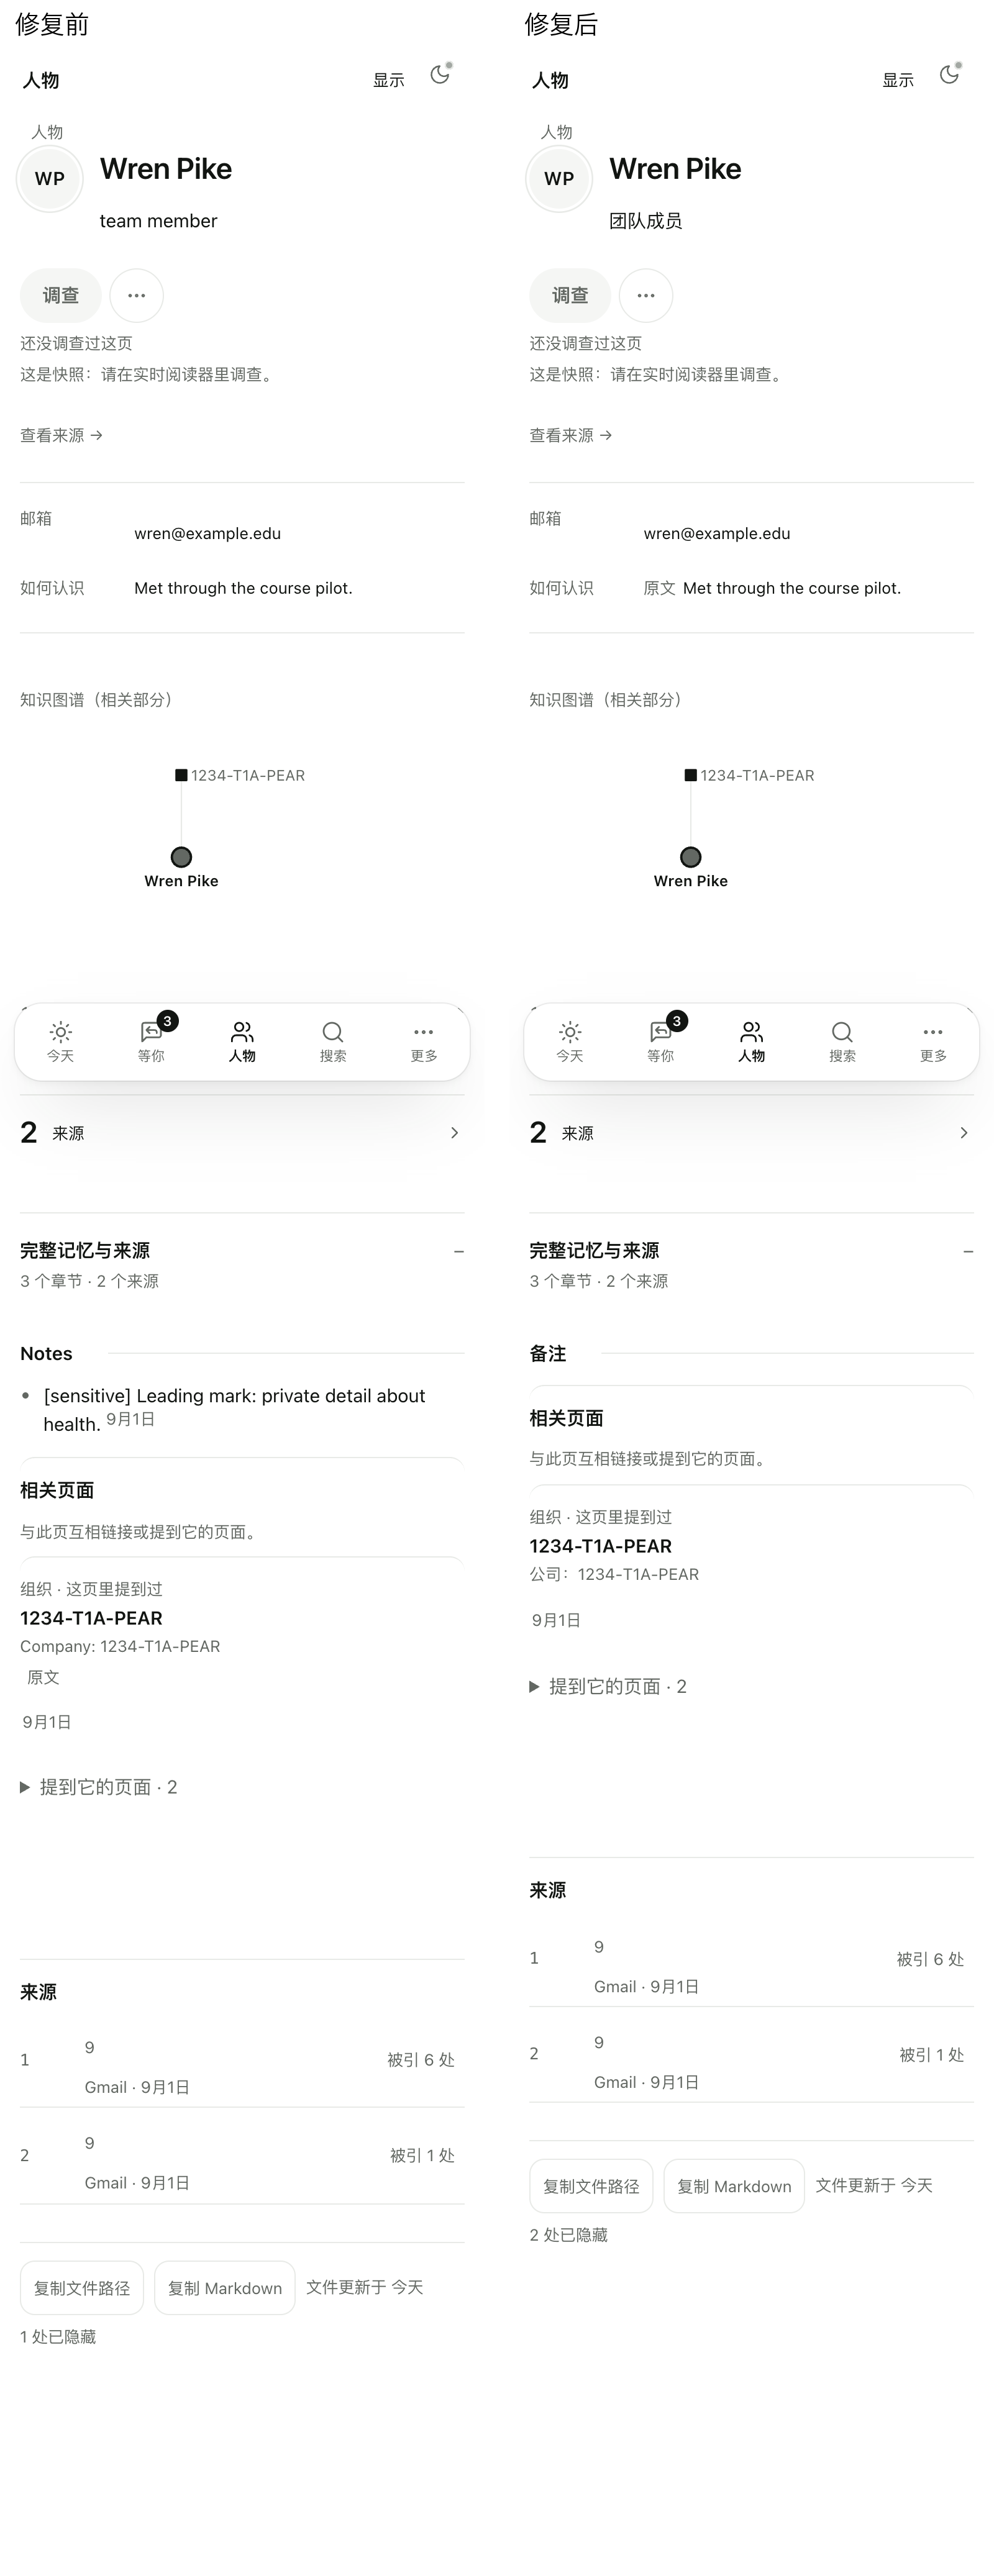 修复前
人物
显示
人物
WP
Wren Pike
team member
调查
还没调查过这页
这是快照：请在实时阅读器里调查。
查看来源 →
邮箱
wren@example.edu
如何认识
Met through the course pilot.
知识图谱（相关部分）
1234-T1A-PEAR
Wren Pike
3
今天
等你
人物
搜索
更多
2 来源
完整记忆与来源
3 个章节 · 2 个来源
Notes
[sensitive] Leading mark: private detail about
health. 9月1日
相关页面
与此页互相链接或提到它的页面。
组织 · 这页里提到过
1234-T1A-PEAR
Company: 1234-T1A-PEAR
原文
9月1日
提到它的页面 · 2
来源
1
9
Gmail · 9月1日
被引 6 处
2
9
Gmail · 9月1日
被引 1 处
复制文件路径
复制 Markdown
文件更新于 今天
1 处已隐藏
修复后
人物
显示
人物
WP
Wren Pike
团队成员
调查
还没调查过这页
这是快照：请在实时阅读器里调查。
查看来源 →
邮箱
wren@example.edu
如何认识
原文 Met through the course pilot.
知识图谱（相关部分）
1234-T1A-PEAR
Wren Pike
3
今天
等你
人物
搜索
更多
2 来源
完整记忆与来源
3 个章节 · 2 个来源
备注
相关页面
与此页互相链接或提到它的页面。
组织 · 这页里提到过
1234-T1A-PEAR
公司：1234-T1A-PEAR
9月1日
提到它的页面 · 2
来源
1
9
Gmail · 9月1日
被引 6 处
2
9
Gmail · 9月1日
被引 1 处
复制文件路径
复制 Markdown
文件更新于 今天
2 处已隐藏